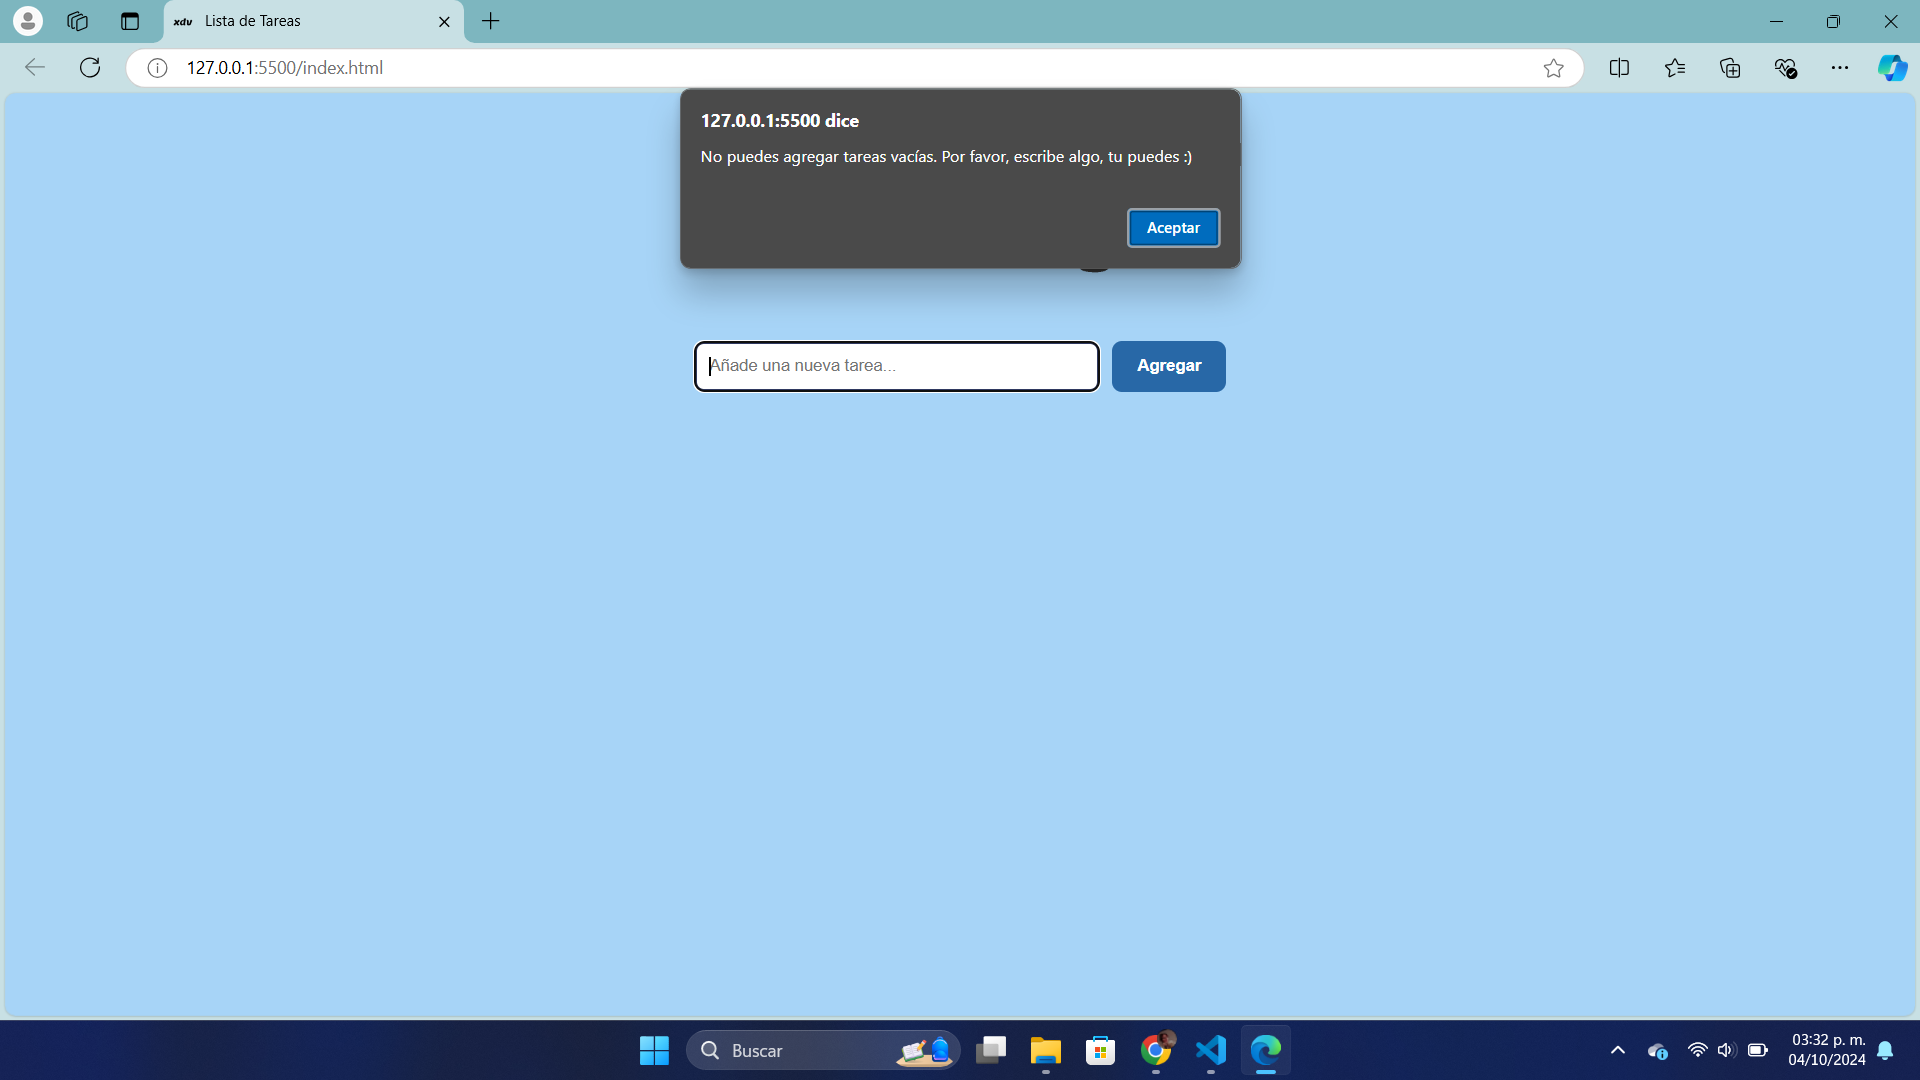 xdv Lista de Tareas
127.0.0.1:5500/index.html
127.0.0.1:5500 dice
No puedes agregar tareas vacías. Por favor, escribe algo, tu puedes :)
Aceptar
Añade una nueva tarea...
Agregar
Buscar
03:32 p. m.
04/10/2024